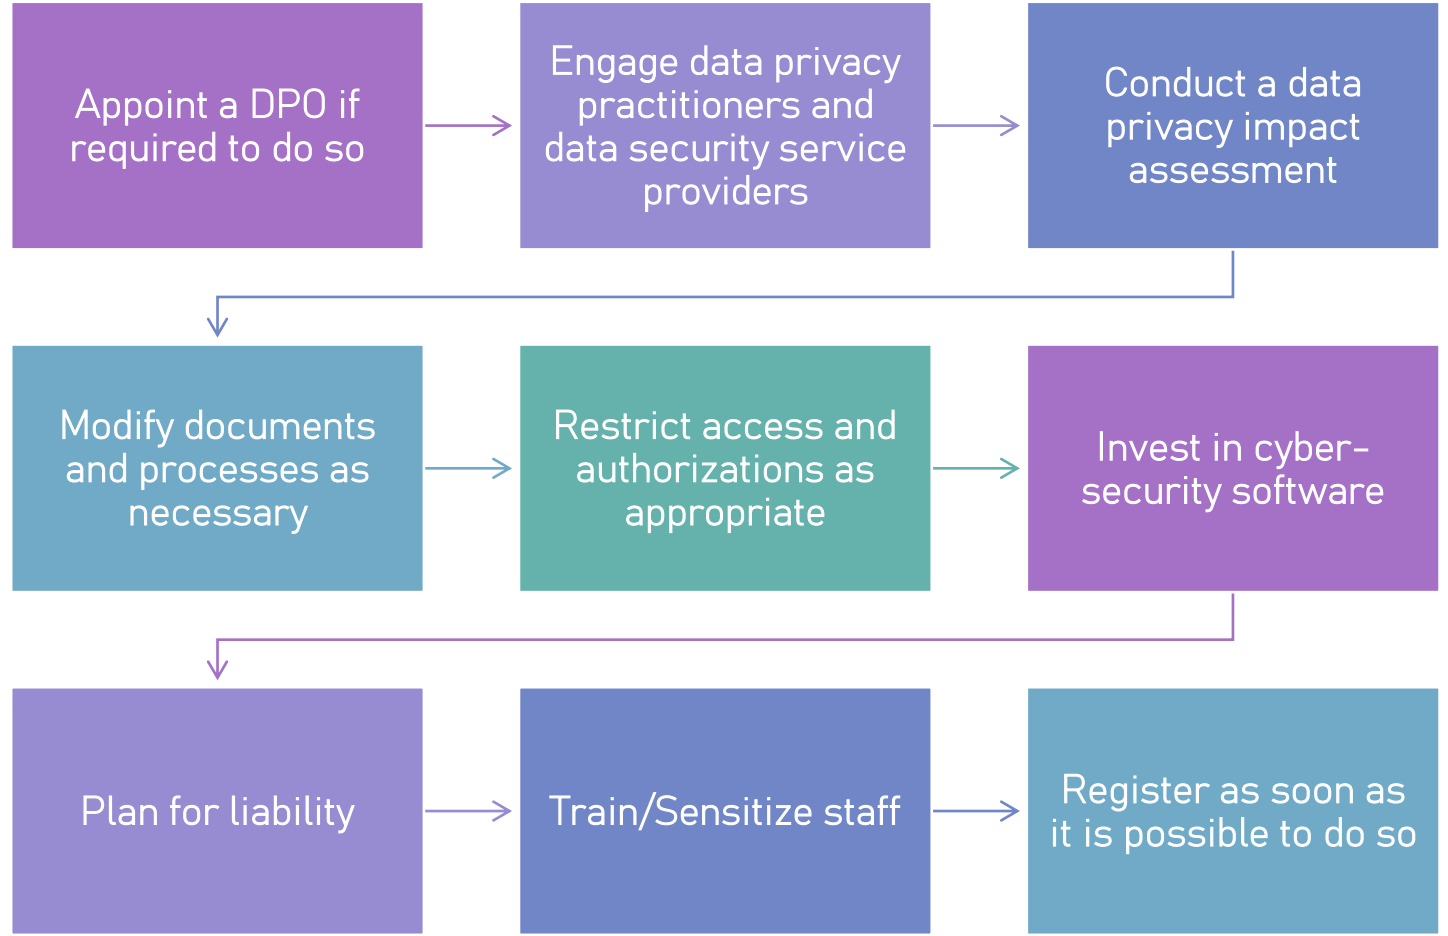 Appoint a DPO if
required to do so
Engage data privacy
practitioners and
data security service
providers
Conduct a data
privacy impact
assessment
Modify documents
and processes as
necessary
Restrict access and
authorizations as
appropriate
Invest in cyber-
security software
Plan for liability
Train/Sensitize staff
Register as soon as
it is possible to do so